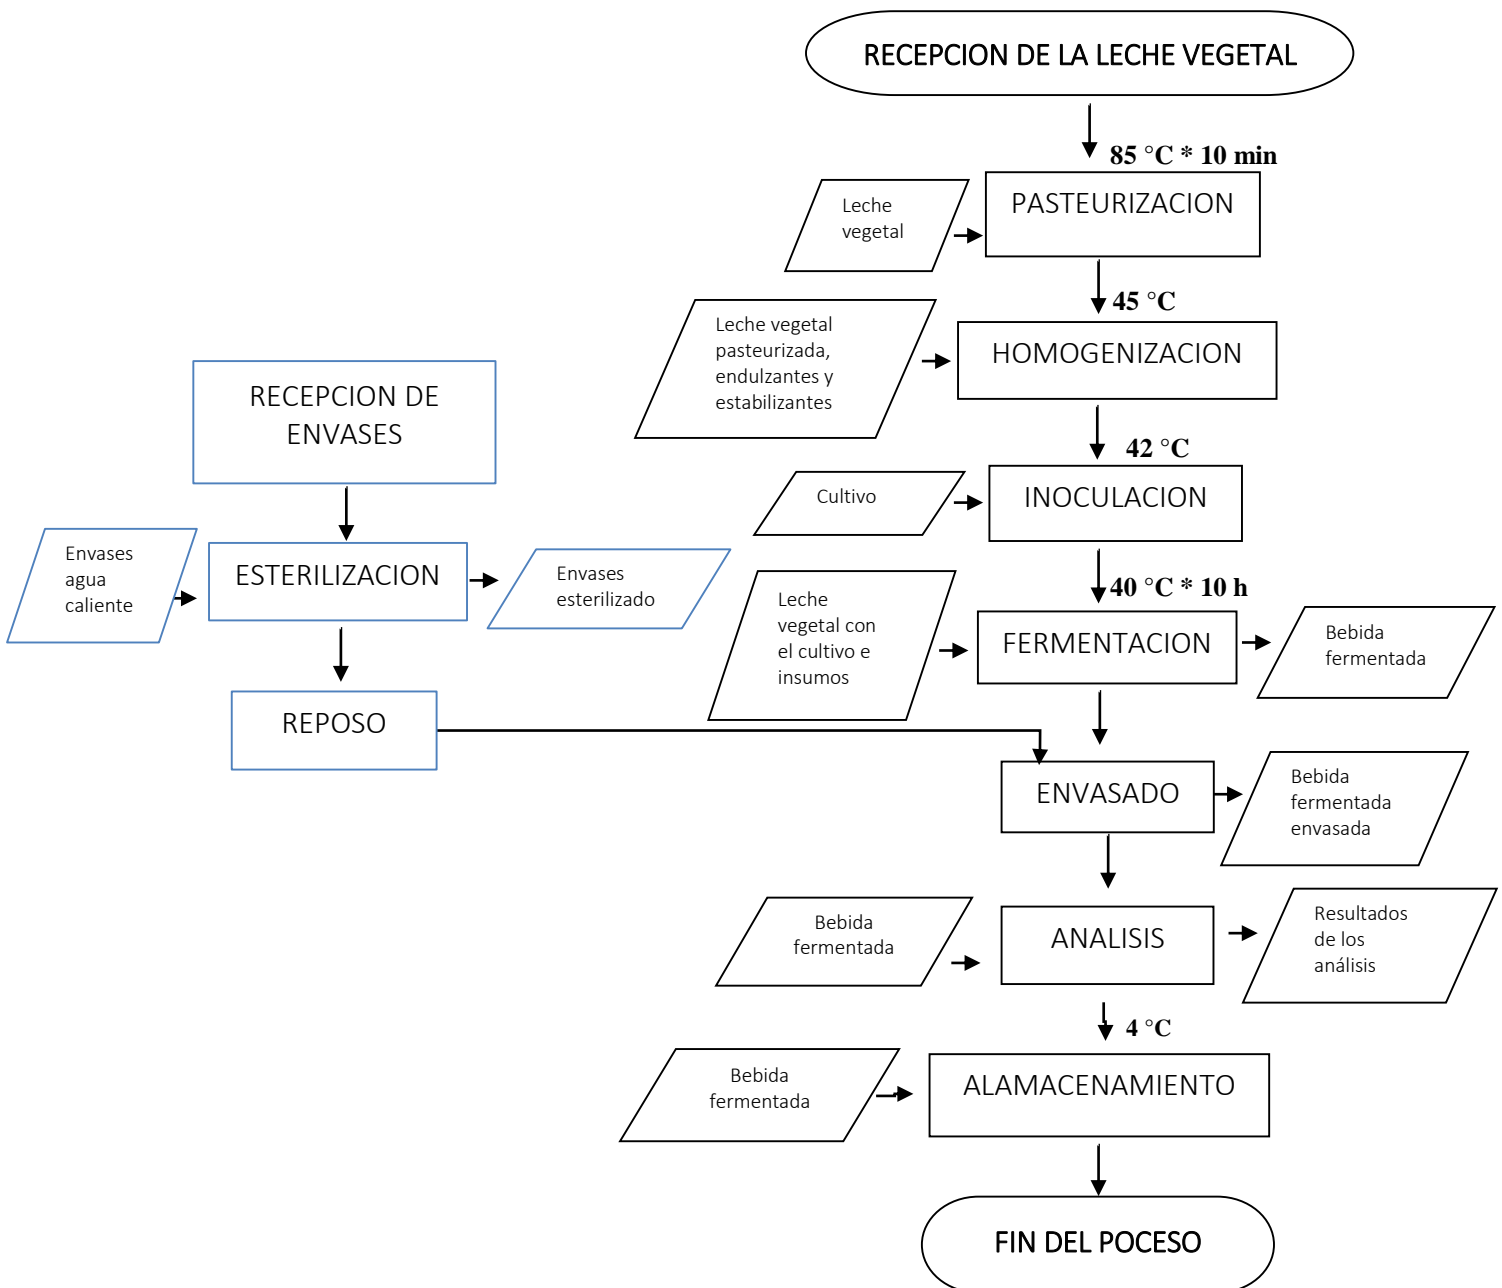 RECEPCION DE LA LECHE VEGETAL
85 °C * 10 min
Leche
vegetal
PASTEURIZACION
45 °C
Leche vegetal
pasteurizada,
endulzantes y
estabilizantes
HOMOGENIZACION
42 °C
Cultivo
INOCULACION
40 °C * 10 h
Leche
vegetal con
el cultivo e
insumos
FERMENTACION
Bebida
fermentada
RECEPCION DE
ENVASES
Envases
agua
caliente
ESTERILIZACION
Envases
esterilizado
REPOSO
ENVASADO
Bebida
fermentada
envasada
Bebida
fermentada
ANALISIS
Resultados
de los
análisis
4 °C
Bebida
fermentada
ALAMACENAMIENTO
FIN DEL POCESO